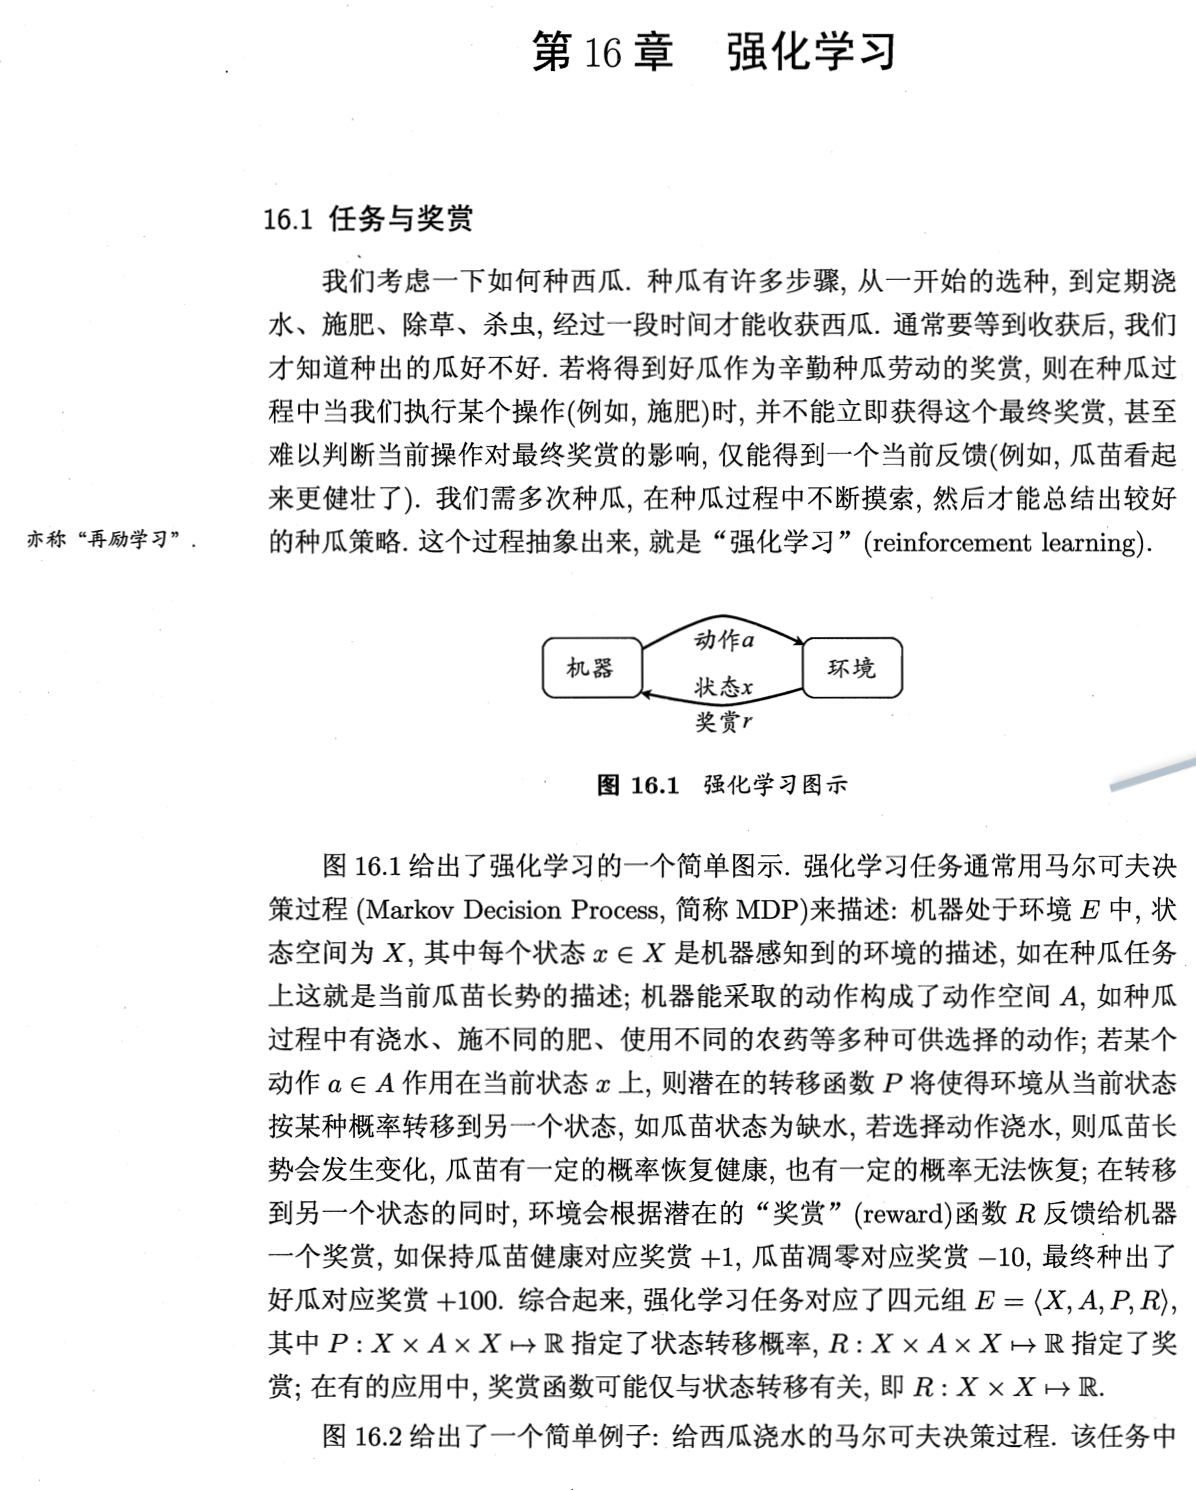 第 16 章 强化学习
16.1 任务与奖赏
我们考虑一下如何种西瓜. 种瓜有许多步骤, 从一开始的选种, 到定期浇
水、施肥、除草、杀虫, 经过一段时间才能收获西瓜. 通常要等到收获后, 我们
才知道种出的瓜好不好. 若将得到好瓜作为辛勤种瓜劳动的奖赏, 则在种瓜过
程中当我们执行某个操作(例如, 施肥)时, 并不能立即获得这个最终奖赏, 甚至
难以判断当前操作对最终奖赏的影响, 仅能得到一个当前反馈(例如, 瓜苗看起
来更健壮了). 我们需多次种瓜, 在种瓜过程中不断摸索, 然后才能总结出较好
亦称“再励学习”.
的种瓜策略. 这个过程抽象出来, 就是“强化学习”(reinforcement learning).
动作a
机器
环境
状态x
奖赏r
图 16.1 强化学习图示
图 16.1 给出了强化学习的一个简单图示. 强化学习任务通常用马尔可夫决
策过程 (Markov Decision Process, 简称 MDP)来描述: 机器处于环境 E 中, 状
态空间为 X, 其中每个状态 x ∈ X 是机器感知到的环境的描述, 如在种瓜任务
上这就是当前瓜苗长势的描述; 机器能采取的动作构成了动作空间 A, 如种瓜
过程中有浇水、施不同的肥、使用不同的农药等多种可供选择的动作; 若某个
动作 a ∈ A 作用在当前状态 x 上, 则潜在的转移函数 P 将使得环境从当前状态
按某种概率转移到另一个状态, 如瓜苗状态为缺水, 若选择动作浇水, 则瓜苗长
势会发生变化, 瓜苗有一定的概率恢复健康, 也有一定的概率无法恢复; 在转移
到另一个状态的同时, 环境会根据潜在的“奖赏”(reward)函数 R 反馈给机器
一个奖赏, 如保持瓜苗健康对应奖赏 +1, 瓜苗凋零对应奖赏 −10, 最终种出了
好瓜对应奖赏 +100. 综合起来, 强化学习任务对应了四元组 E = ⟨X, A, P, R⟩,
其中 P : X × A × X ↦ ℝ 指定了状态转移概率, R : X × A × X ↦ ℝ 指定了奖
赏; 在有的应用中, 奖赏函数可能仅与状态转移有关, 即 R : X × X ↦ ℝ.
图 16.2 给出了一个简单例子: 给西瓜浇水的马尔可夫决策过程. 该任务中